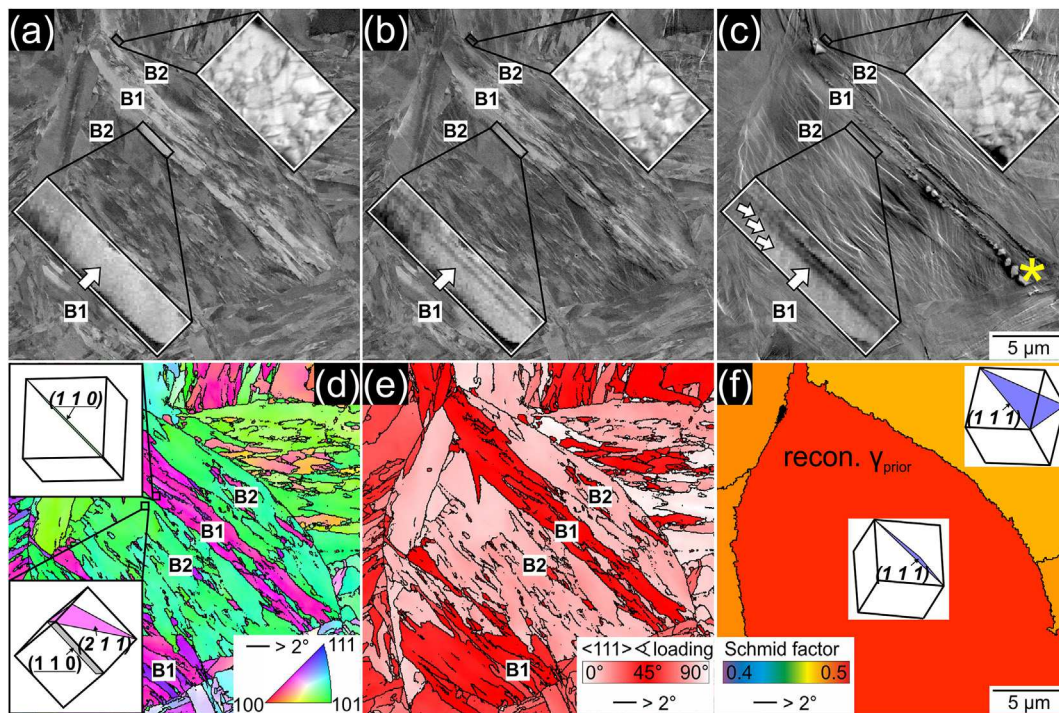 (a)
B2
B1
B2
B1
(b)
B2
B1
B2
B1
(c)
B2
B1
B2
B1
*
5 µm
(d)
(1 1 0)
B2
B1
B2
(2 1 1)
(1 1 0)
B1
— > 2°
111
100
101
(e)
B2
B1
B2
B1
<111> ∢ loading
0° 45° 90°
— > 2°
(f)
(1 1 1)
recon. γprior
(1 1 1)
Schmid factor
0.4 0.5
— > 2°
5 µm